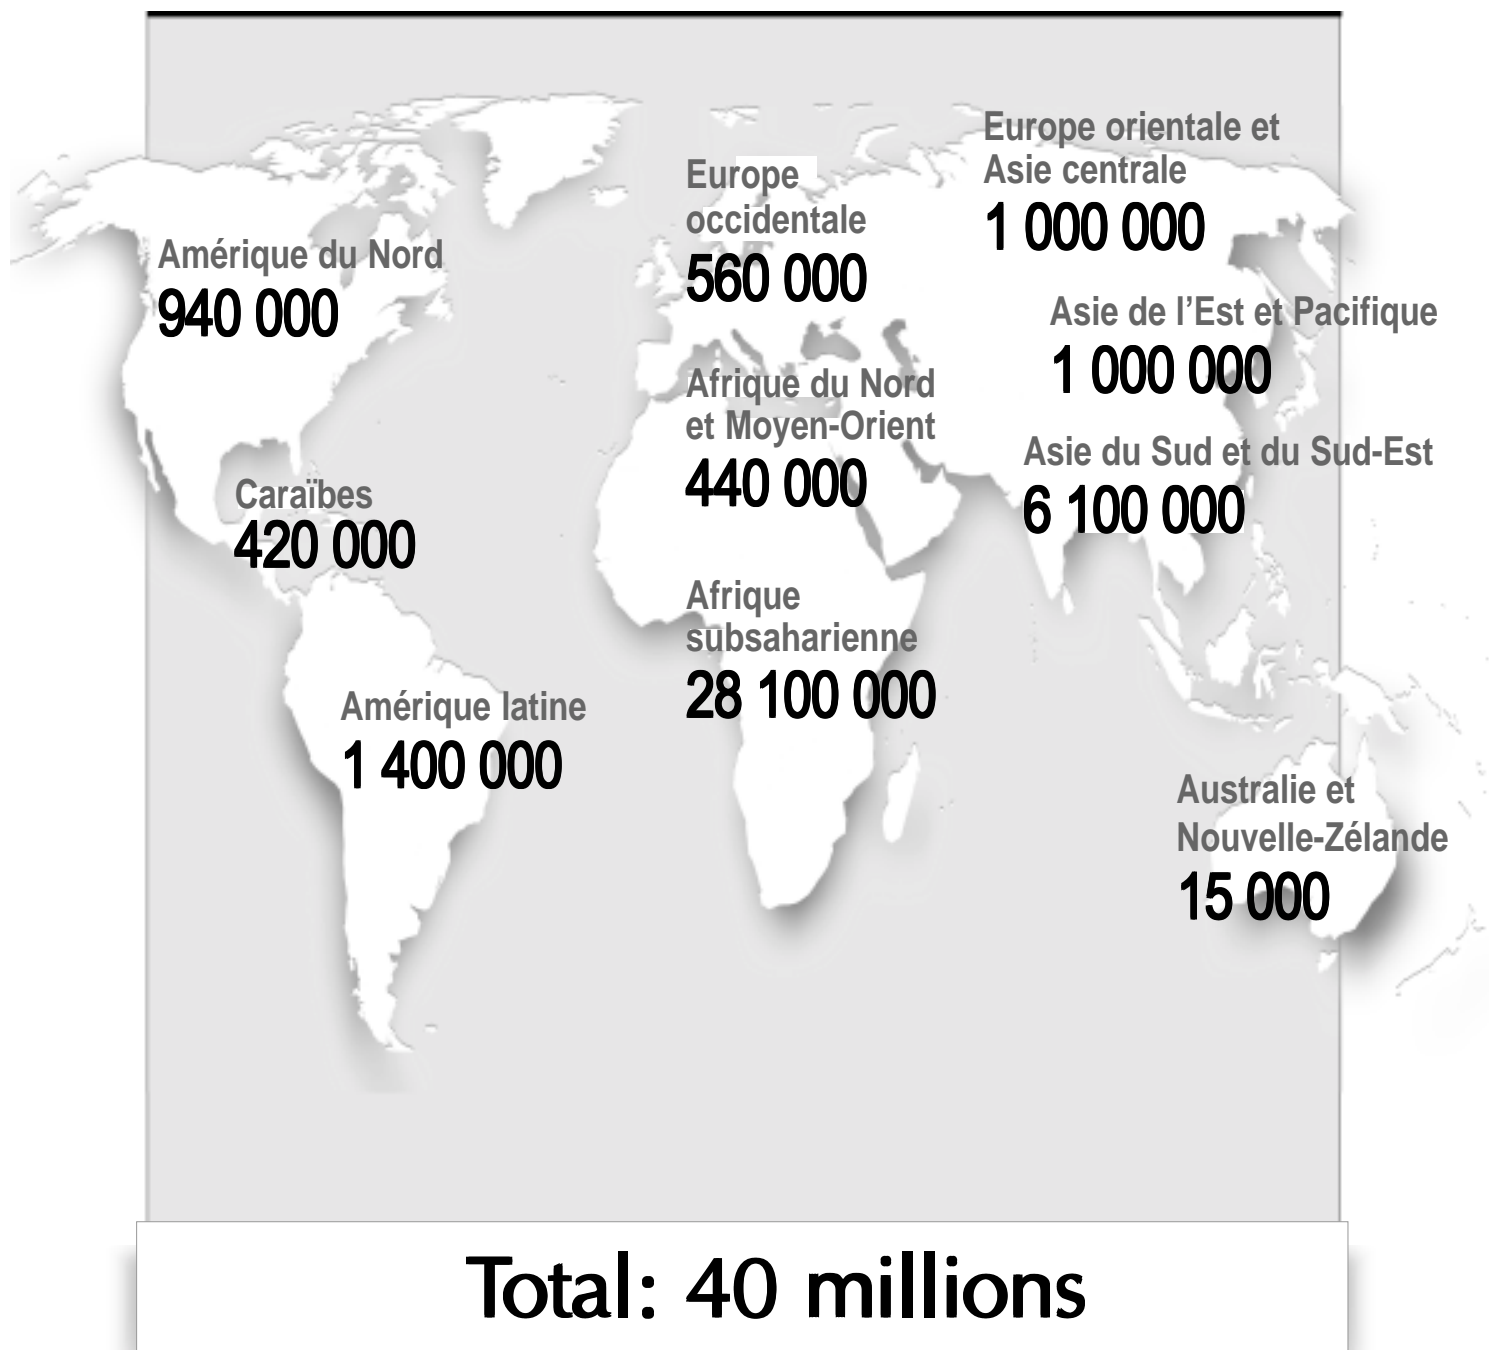 Europe orientale et
Asie centrale
1 000 000
Europe
occidentale
560 000
Amérique du Nord
940 000
Asie de l’Est et Pacifique
1 000 000
Afrique du Nord
et Moyen-Orient
440 000
Asie du Sud et du Sud-Est
6 100 000
Caraïbes
420 000
Afrique
subsaharienne
28 100 000
Amérique latine
1 400 000
Australie et
Nouvelle-Zélande
15 000
Total: 40 millions